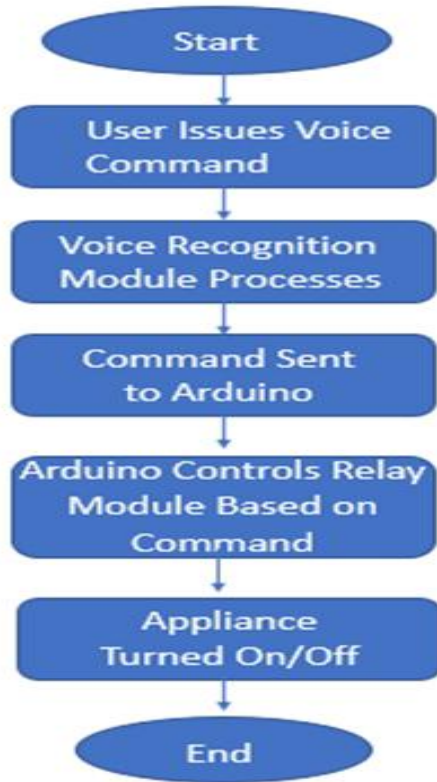 Start
User Issues Voice
Command
Voice Recognition
Module Processes
Command Sent
to Arduino
Arduino Controls Relay
Module Based on
Command
Appliance
Turned On/Off
End